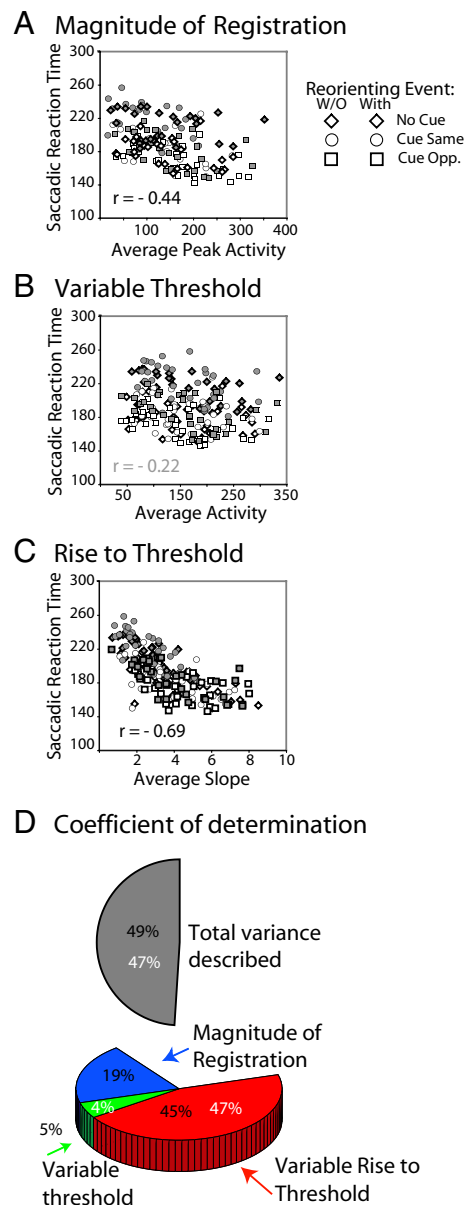 A Magnitude of Registration
Saccadic Reaction Time
300
260
220
180
140
100
r = - 0.44
100 200 300 400
Average Peak Activity
Reorienting Event:
W/O With
No Cue
Cue Same
Cue Opp.
B Variable Threshold
Saccadic Reaction Time
300
260
220
180
140
100
r = - 0.22
50 150 250 350
Average Activity
C Rise to Threshold
Saccadic Reaction Time
300
260
220
180
140
100
r = - 0.69
2 4 6 8 10
Average Slope
D Coefficient of determination
49%
47%
Total variance
described
Magnitude of
Registration
19%
4%
45% 47%
5%
Variable
threshold
Variable Rise to
Threshold